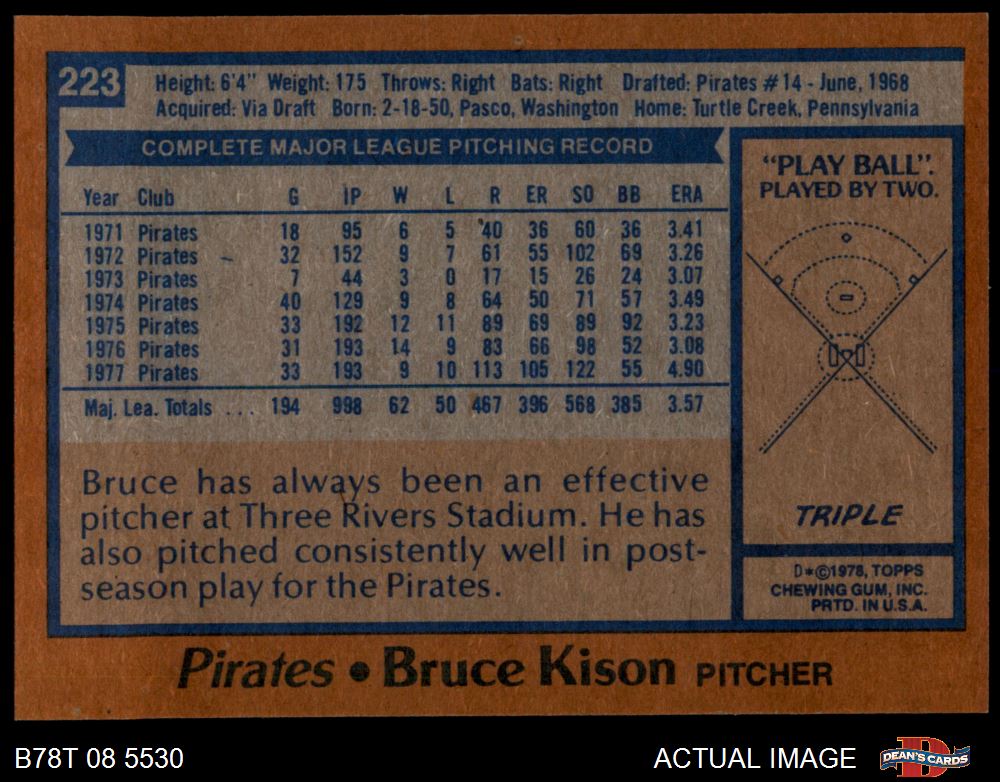 223
Height: 6'4" Weight: 175 Throws: Right Bats: Right Drafted: Pirates #14 - June, 1968
Acquired: Via Draft Born: 2-18-50, Pasco, Washington Home: Turtle Creek, Pennsylvania
COMPLETE MAJOR LEAGUE PITCHING RECORD
Year Club G IP W L R ER SO BB ERA
1971 Pirates 18 95 6 5 40 36 60 36 3.41
1972 Pirates 32 152 9 7 61 55 102 69 3.26
1973 Pirates 7 44 3 0 17 15 26 24 3.07
1974 Pirates 40 129 9 8 64 50 71 57 3.49
1975 Pirates 33 192 12 11 89 69 89 92 3.23
1976 Pirates 31 193 14 9 83 66 98 52 3.08
1977 Pirates 33 193 9 10 113 105 122 55 4.90
Maj. Lea. Totals ... 194 998 62 50 467 396 568 385 3.57
Bruce has always been an effective
pitcher at Three Rivers Stadium. He has
also pitched consistently well in post-
season play for the Pirates.
"PLAY BALL".
PLAYED BY TWO.
TRIPLE
D*©1978, TOPPS
CHEWING GUM, INC.
PRTD. IN U.S.A.
Pirates • Bruce Kison PITCHER
B78T 08 5530
ACTUAL IMAGE
D
DEAN'S CARDS